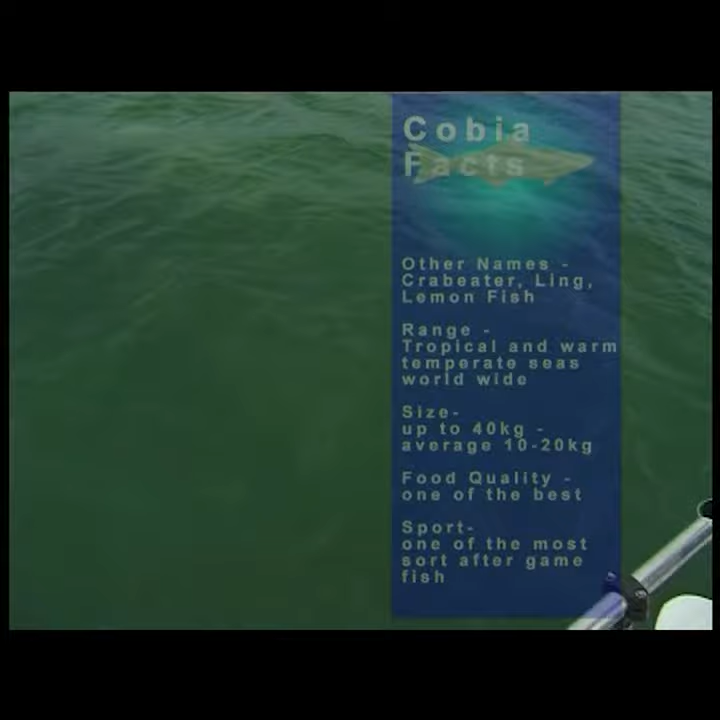 Cobia
Facts
Other Names -
Crabeater, Ling,
Lemon Fish
Range -
Tropical and warm
temperate seas
world wide
Size-
up to 40kg -
average 10-20kg
Food Quality -
one of the best
Sport-
one of the most
sort after game
fish